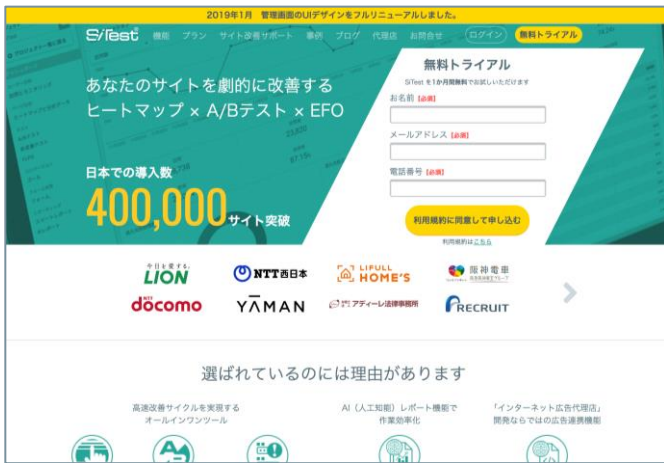 2019年1月　管理画面のUIデザインをフルリニューアルしました。
SiTest 機能 プラン サイト改善サポート 事例 ブログ 代理店 お問合せ ログイン 無料トライアル
あなたのサイトを劇的に改善する
ヒートマップ × A/Bテスト × EFO
日本での導入数
400,000サイト突破
無料トライアル
SiTest を1か月間無料でお試しいただけます
お名前 [必須]
メールアドレス [必須]
電話番号 [必須]
利用規約に同意して申し込む
利用規約はこちら
今日を愛する。
LION
NTT西日本
LIFULL
HOME'S
阪神電車
docomo
YAMAN
アディーレ法律事務所
RECRUIT
選ばれているのには理由があります
高速改善サイクルを実現する
オールインワンツール
AI（人工知能）レポート機能で
作業効率化
「インターネット広告代理店」
開発ならではの広告連携機能